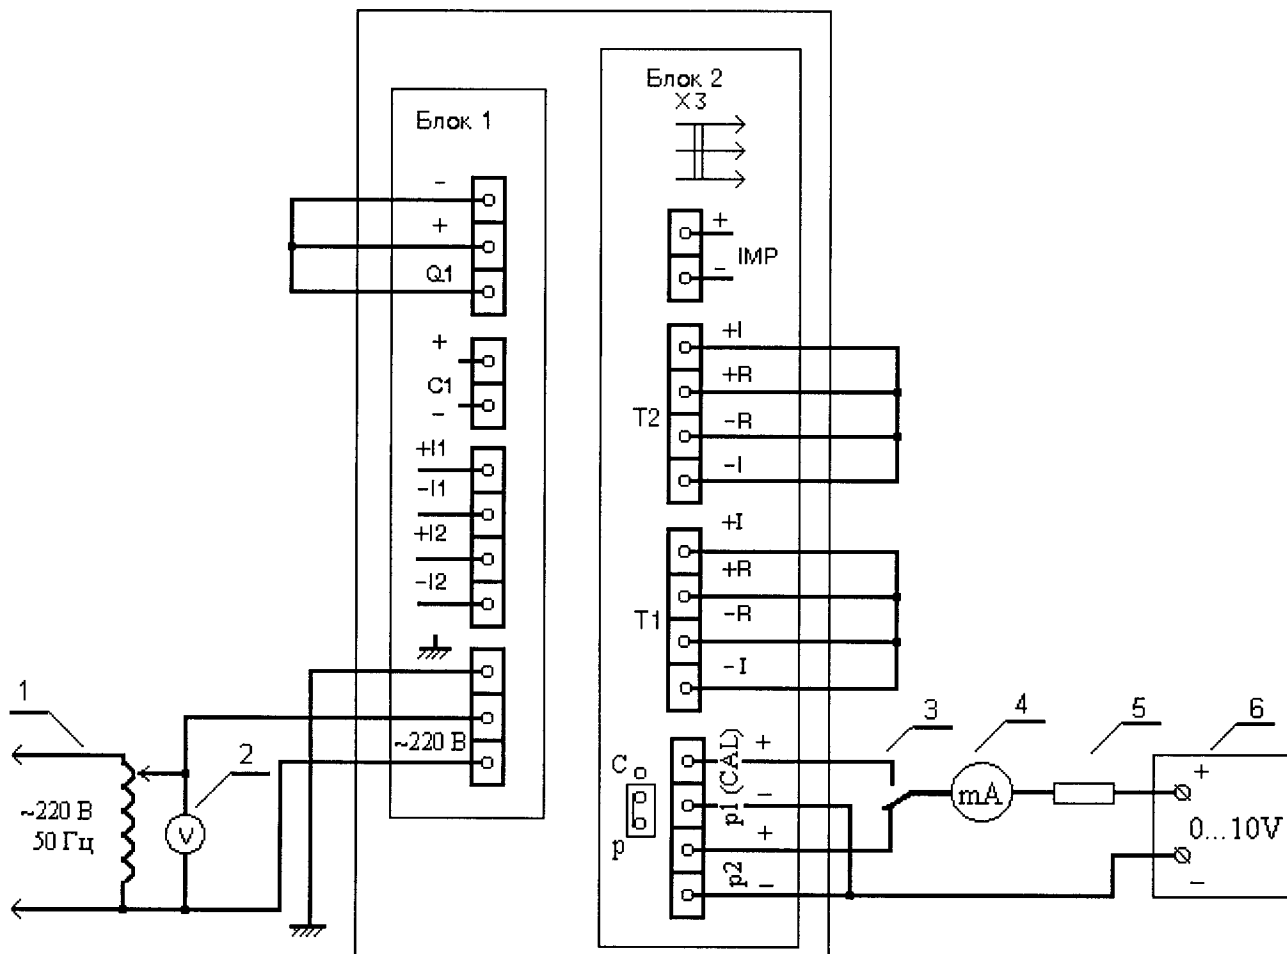 Блок 1
-
+
Q1
+
C1
-
+I1
-I1
+I2
-I2
~220 В
Блок 2
X3
+
IMP
-
+I
+R
T2
-R
-I
+I
+R
T1
-R
-I
C
p
p1 (CAL)
+
-
p2
+
-
1
2
~220 В
50 Гц
V
3
4
5
6
mA
+
0...10V
-